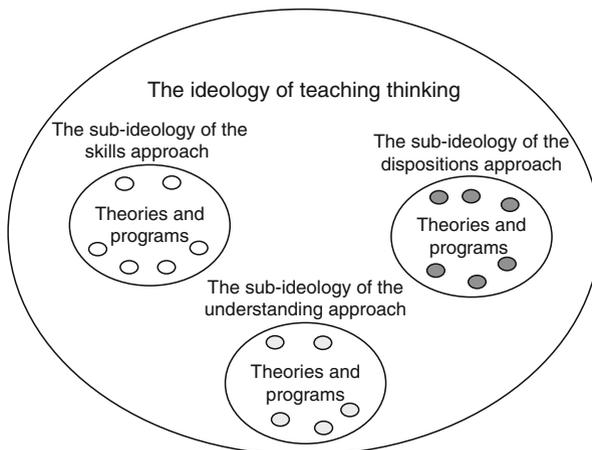 The ideology of teaching thinking
The sub-ideology of the
skills approach
Theories and
programs
The sub-ideology of the
dispositions approach
Theories and
programs
The sub-ideology of the
understanding approach
Theories and
programs